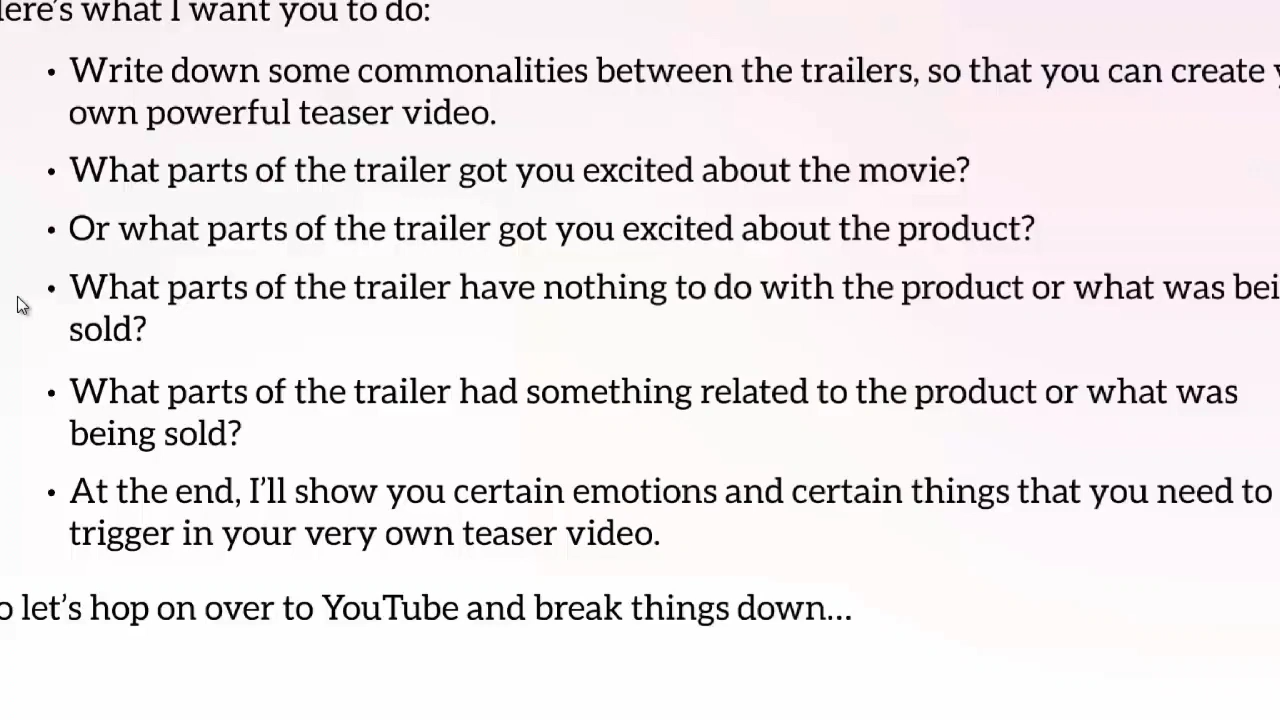 ere's what I want you to do:
• Write down some commonalities between the trailers, so that you can create y
own powerful teaser video.
• What parts of the trailer got you excited about the movie?
• Or what parts of the trailer got you excited about the product?
• What parts of the trailer have nothing to do with the product or what was bei
sold?
• What parts of the trailer had something related to the product or what was
being sold?
• At the end, I'll show you certain emotions and certain things that you need to
trigger in your very own teaser video.
o let's hop on over to YouTube and break things down...